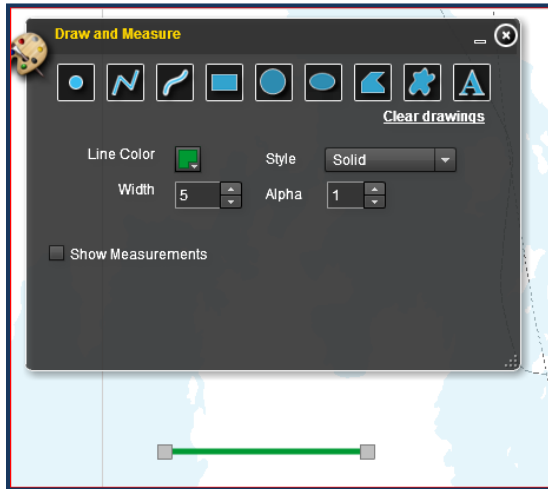 Draw and Measure
A
Clear drawings
Line Color
Style Solid
Width 5 Alpha 1
Show Measurements